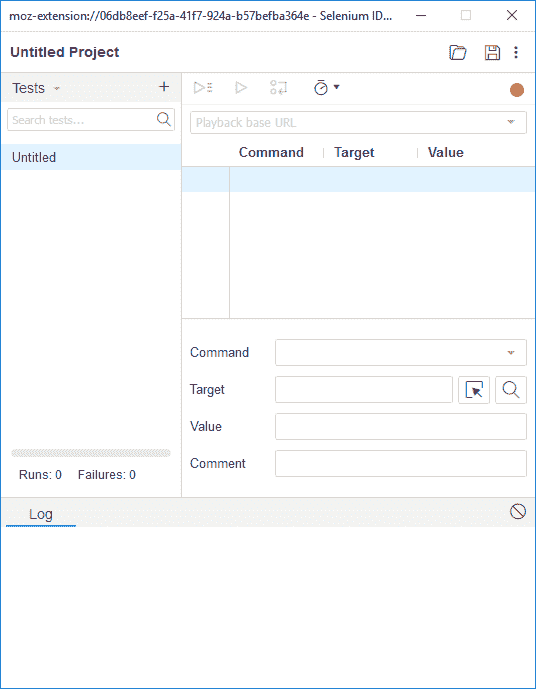 moz-extension://06db8eef-f25a-41f7-924a-b57befba364e - Selenium ID...
Untitled Project
Tests
Search tests...
Playback base URL
Untitled
Command Target Value
Command
Target
Value
Comment
Runs: 0 Failures: 0
Log